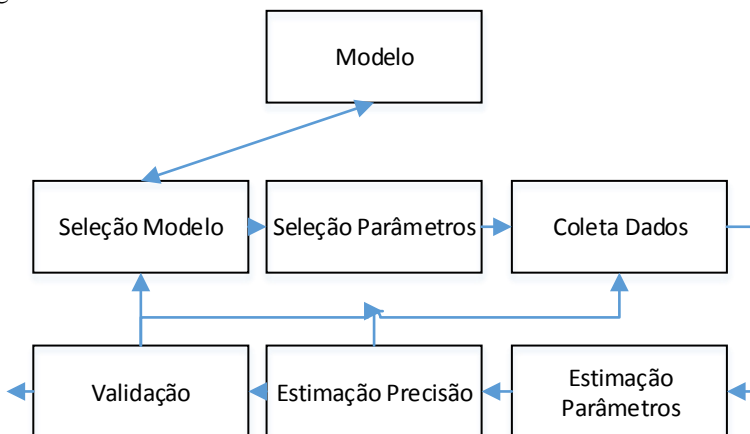 Modelo
Seleção Modelo
Seleção Parâmetros
Coleta Dados
Validação
Estimação Precisão
Estimação
Parâmetros